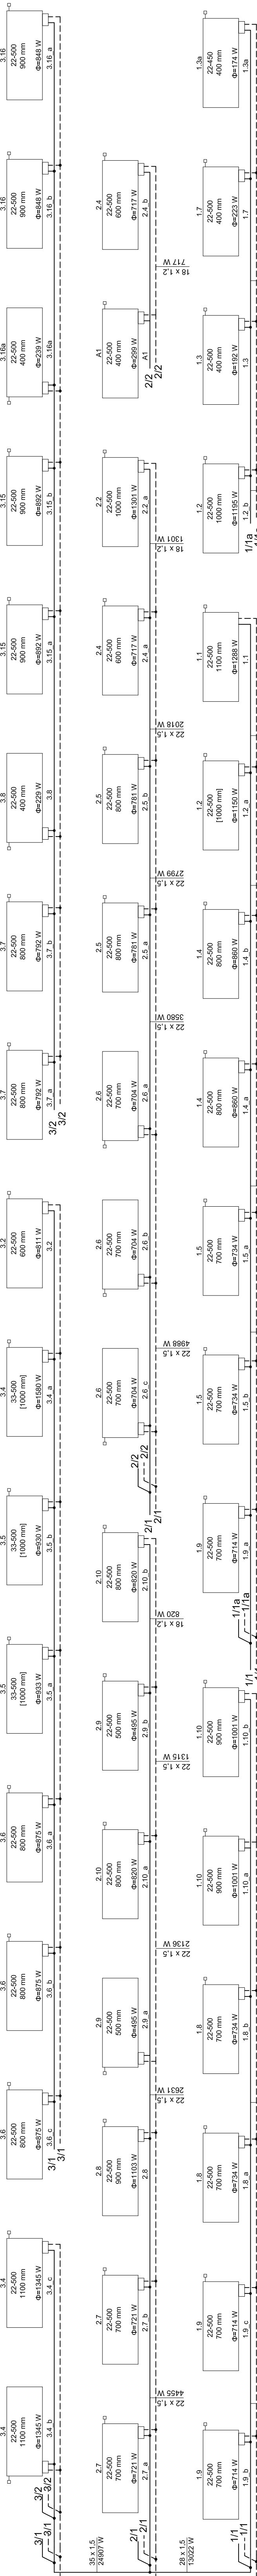 3.4
22-500
1100 mm
Φ=1345 W
3.4_b
3/2
3/2
3/1
3/1
3.4
22-500
1100 mm
Φ=1345 W
3.4_c
3.6
22-500
800 mm
Φ=875 W
3.6_c
3/1
3/1
3.6
22-500
800 mm
Φ=875 W
3.6_b
3.6
22-500
800 mm
Φ=875 W
3.6_a
3.5
33-500
[1000 mm]
Φ=933 W
3.5_a
3.5
33-500
[1000 mm]
Φ=930 W
3.5_b
3.4
33-500
[1000 mm]
Φ=1580 W
3.4_a
3.2
22-500
600 mm
Φ=811 W
3.2
3.7
22-500
800 mm
Φ=792 W
3.7_a
3/2
3/2
3.7
22-500
800 mm
Φ=792 W
3.7_b
3.8
22-500
400 mm
Φ=229 W
3.8
3.15
22-500
900 mm
Φ=892 W
3.15_a
3.15
22-500
900 mm
Φ=892 W
3.15_b
3.16a
22-500
400 mm
Φ=239 W
3.16a
3.16
22-500
900 mm
Φ=848 W
3.16_b
3.16
22-500
900 mm
Φ=848 W
3.16_a
35 x 1,5
24907 W
2.7
22-500
700 mm
Φ=721 W
2.7_a
2/1
2/1
22 x 1,5
4455 W
2.7
22-500
700 mm
Φ=721 W
2.7_b
2.8
22-500
900 mm
Φ=1103 W
2.8
22 x 1,5
2631 W
2.9
22-500
500 mm
Φ=495 W
2.9_a
22 x 1,5
2136 W
2.10
22-500
800 mm
Φ=820 W
2.10_a
22 x 1,5
1315 W
2.9
22-500
500 mm
Φ=495 W
2.9_b
18 x 1,2
820 W
2.10
22-500
800 mm
Φ=820 W
2.10_b
2/1
2/1
2.6
22-500
700 mm
Φ=704 W
2.6_c
2/2
2/2
22 x 1,5
4988 W
2.6
22-500
700 mm
Φ=704 W
2.6_b
2.6
22-500
700 mm
Φ=704 W
2.6_a
22 x 1,5
3580 W
2.5
22-500
800 mm
Φ=781 W
2.5_a
22 x 1,5
2799 W
2.5
22-500
800 mm
Φ=781 W
2.5_b
22 x 1,5
2018 W
2.4
22-500
600 mm
Φ=717 W
2.4_a
18 x 1,2
1301 W
2.2
22-500
1000 mm
Φ=1301 W
2.2_a
A1
22-500
400 mm
Φ=299 W
A1
2/2
2/2
18 x 1,2
717 W
2.4
22-500
600 mm
Φ=717 W
2.4_b
28 x 1,5
13022 W
1.9
22-500
700 mm
Φ=714 W
1.9_b
1/1
1/1
1.9
22-500
700 mm
Φ=714 W
1.9_c
1.8
22-500
700 mm
Φ=734 W
1.8_a
1.8
22-500
700 mm
Φ=734 W
1.8_b
1.10
22-500
900 mm
Φ=1001 W
1.10_a
1.10
22-500
900 mm
Φ=1001 W
1.10_b
1/1
1.9
22-500
700 mm
Φ=714 W
1.9_a
1/1a
1/1a
1.5
22-500
700 mm
Φ=734 W
1.5_b
1.5
22-500
700 mm
Φ=734 W
1.5_a
1.4
22-500
800 mm
Φ=860 W
1.4_a
1.4
22-500
800 mm
Φ=860 W
1.4_b
1.2
22-500
[1000 mm]
Φ=1150 W
1.2_a
1.1
22-500
1100 mm
Φ=1288 W
1.1
1.2
22-500
1000 mm
Φ=1195 W
1.2_b
1/1a
1.3
22-500
400 mm
Φ=192 W
1.3
1.7
22-500
400 mm
Φ=223 W
1.7
1.3a
22-450
400 mm
Φ=174 W
1.3a